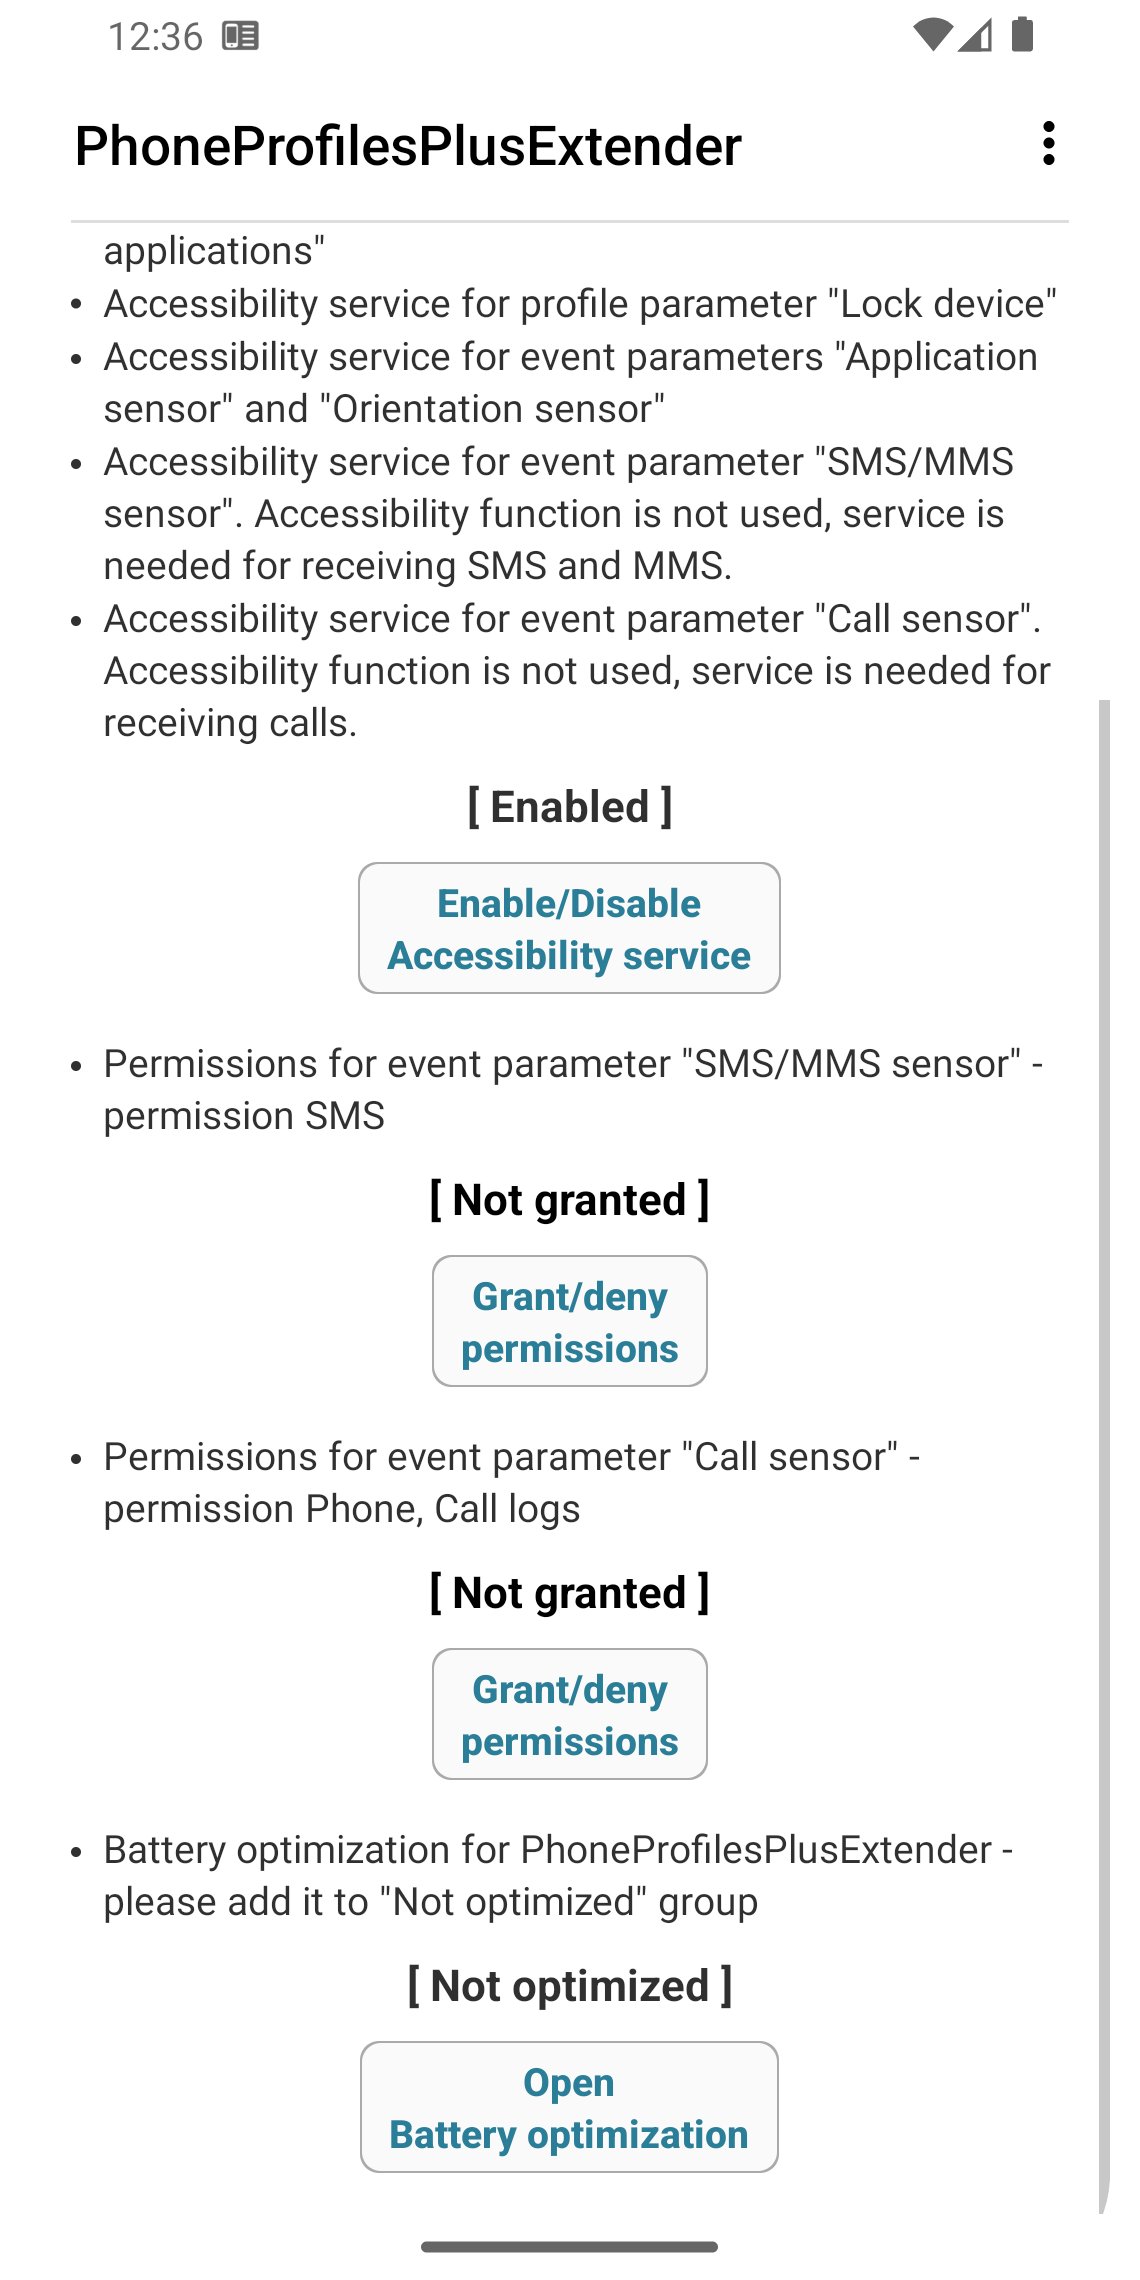 12:36
PhoneProfilesPlusExtender
applications"
• Accessibility service for profile parameter "Lock device"
• Accessibility service for event parameters "Application
sensor" and "Orientation sensor"
• Accessibility service for event parameter "SMS/MMS
sensor". Accessibility function is not used, service is
needed for receiving SMS and MMS.
• Accessibility service for event parameter "Call sensor".
Accessibility function is not used, service is needed for
receiving calls.
[ Enabled ]
Enable/Disable
Accessibility service
• Permissions for event parameter "SMS/MMS sensor" -
permission SMS
[ Not granted ]
Grant/deny
permissions
• Permissions for event parameter "Call sensor" -
permission Phone, Call logs
[ Not granted ]
Grant/deny
permissions
• Battery optimization for PhoneProfilesPlusExtender -
please add it to "Not optimized" group
[ Not optimized ]
Open
Battery optimization